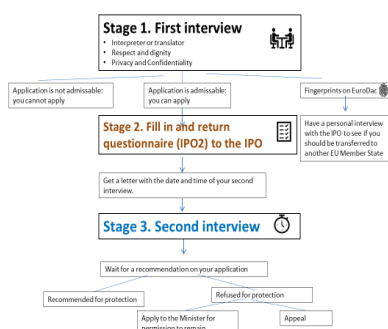 Stage 1. First interview
• Interpreter or translator
• Respect and dignity
• Privacy and Confidentiality
Application is not admissable:
you cannot apply
Application is admissable:
you can apply
Fingerprints on EuroDac
Stage 2. Fill in and return
questionnaire (IPO2) to the IPO
Have a personal interview
with the IPO to see if you
should be transferred to
another EU Member State
Get a letter with the date and time of your second
interview.
Stage 3. Second interview
Wait for a recommendation on your application
Recommended for protection
Refused for protection
Apply to the Minister for
permission to remain
Appeal